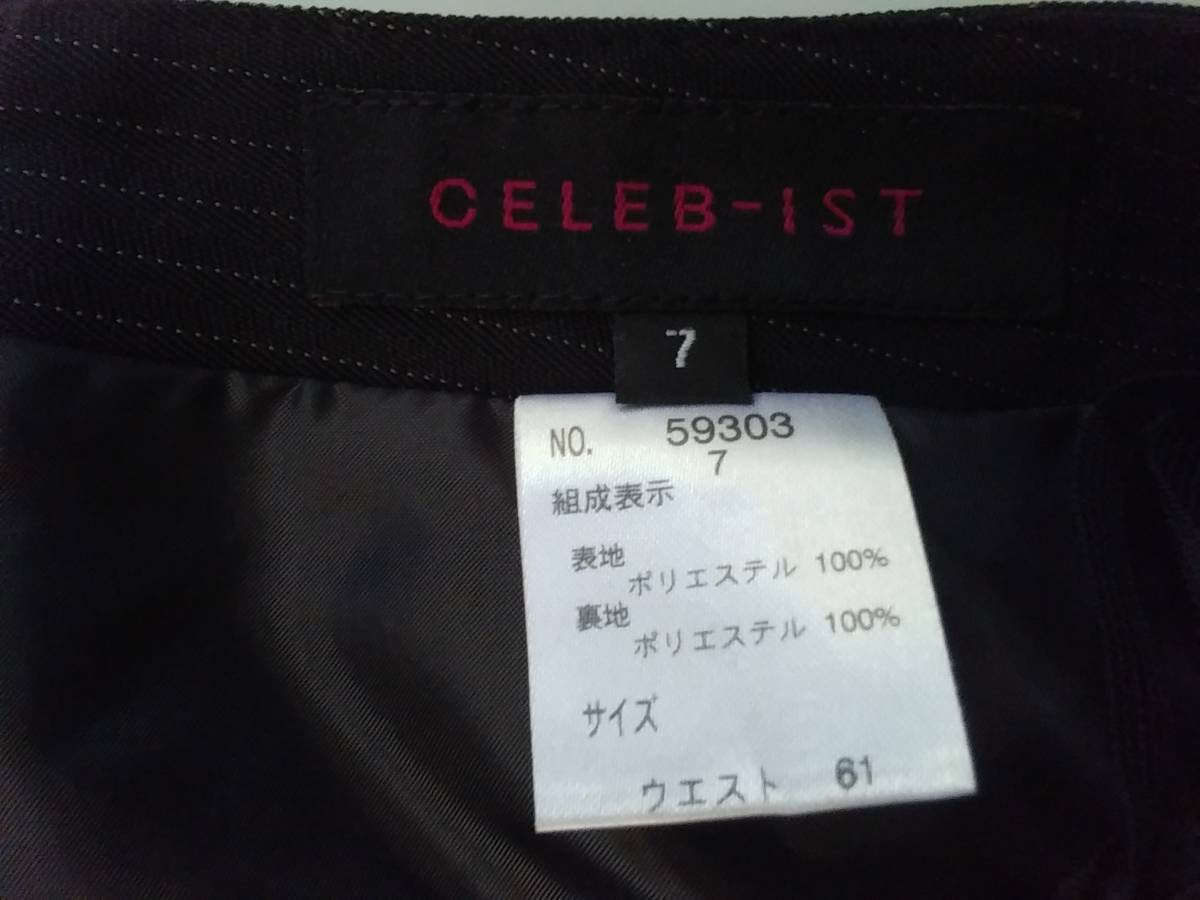 CELEB-IST
7
NO. 59303
7
組成表示
表地
ポリエステル 100%
裏地
ポリエステル 100%
サイズ
ウエスト 61